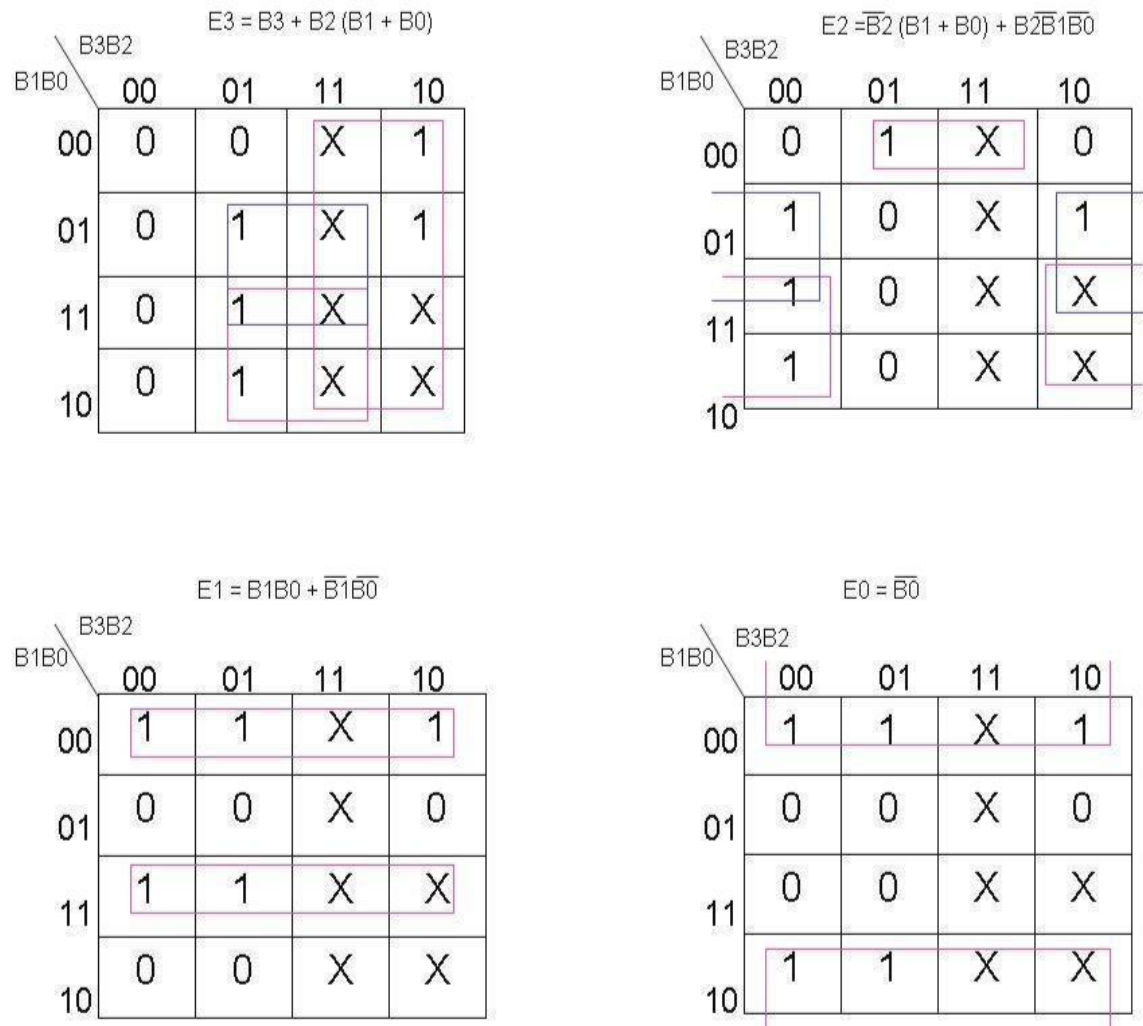 E3 = B3 + B2 (B1 + B0)
B3B2
B1B0 00 01 11 10
00 0 0 X 1
01 0 1 X 1
11 0 1 X X
10 0 1 X X
E2 = B̅2̅ (B1 + B0) + B2B̅1̅B̅0̅
B3B2
B1B0 00 01 11 10
00 0 1 X 0
01 1 0 X 1
11 1 0 X X
10 1 0 X X
E1 = B1B0 + B̅1̅B̅0̅
B3B2
B1B0 00 01 11 10
00 1 1 X 1
01 0 0 X 0
11 1 1 X X
10 0 0 X X
E0 = B̅0̅
B3B2
B1B0 00 01 11 10
00 1 1 X 1
01 0 0 X 0
11 0 0 X X
10 1 1 X X